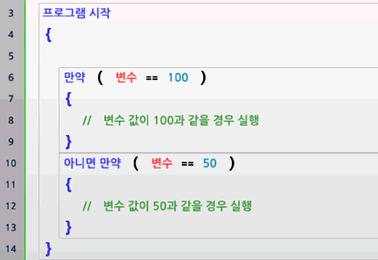 3 프로그램 시작
4 {
5
6 만약 ( 변수 == 100 )
7 {
8 // 변수 값이 100과 같을 경우 실행
9 }
10 아니면 만약 ( 변수 == 50 )
11 {
12 // 변수 값이 50과 같을 경우 실행
13 }
14 }